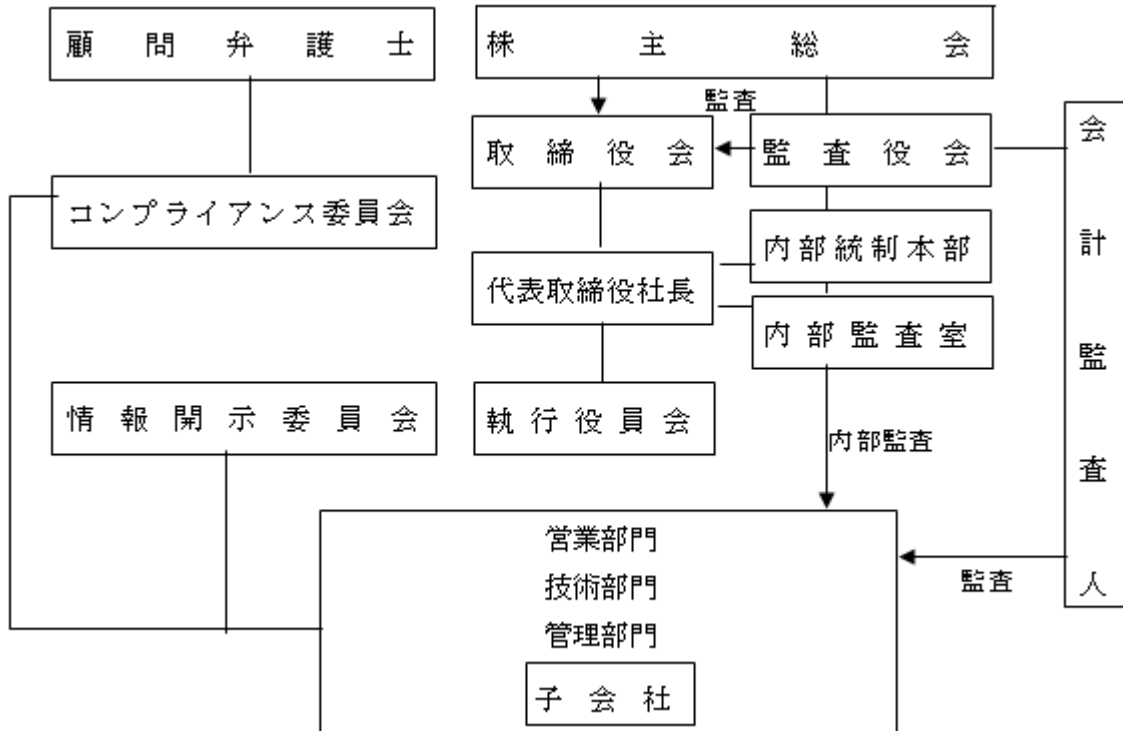 顧問弁護士
株主総会
監査
取締役会
監査役会
会計監査人
コンプライアンス委員会
内部統制本部
代表取締役社長
内部監査室
情報開示委員会
執行役員会
内部監査
営業部門
監査
技術部門
管理部門
子会社